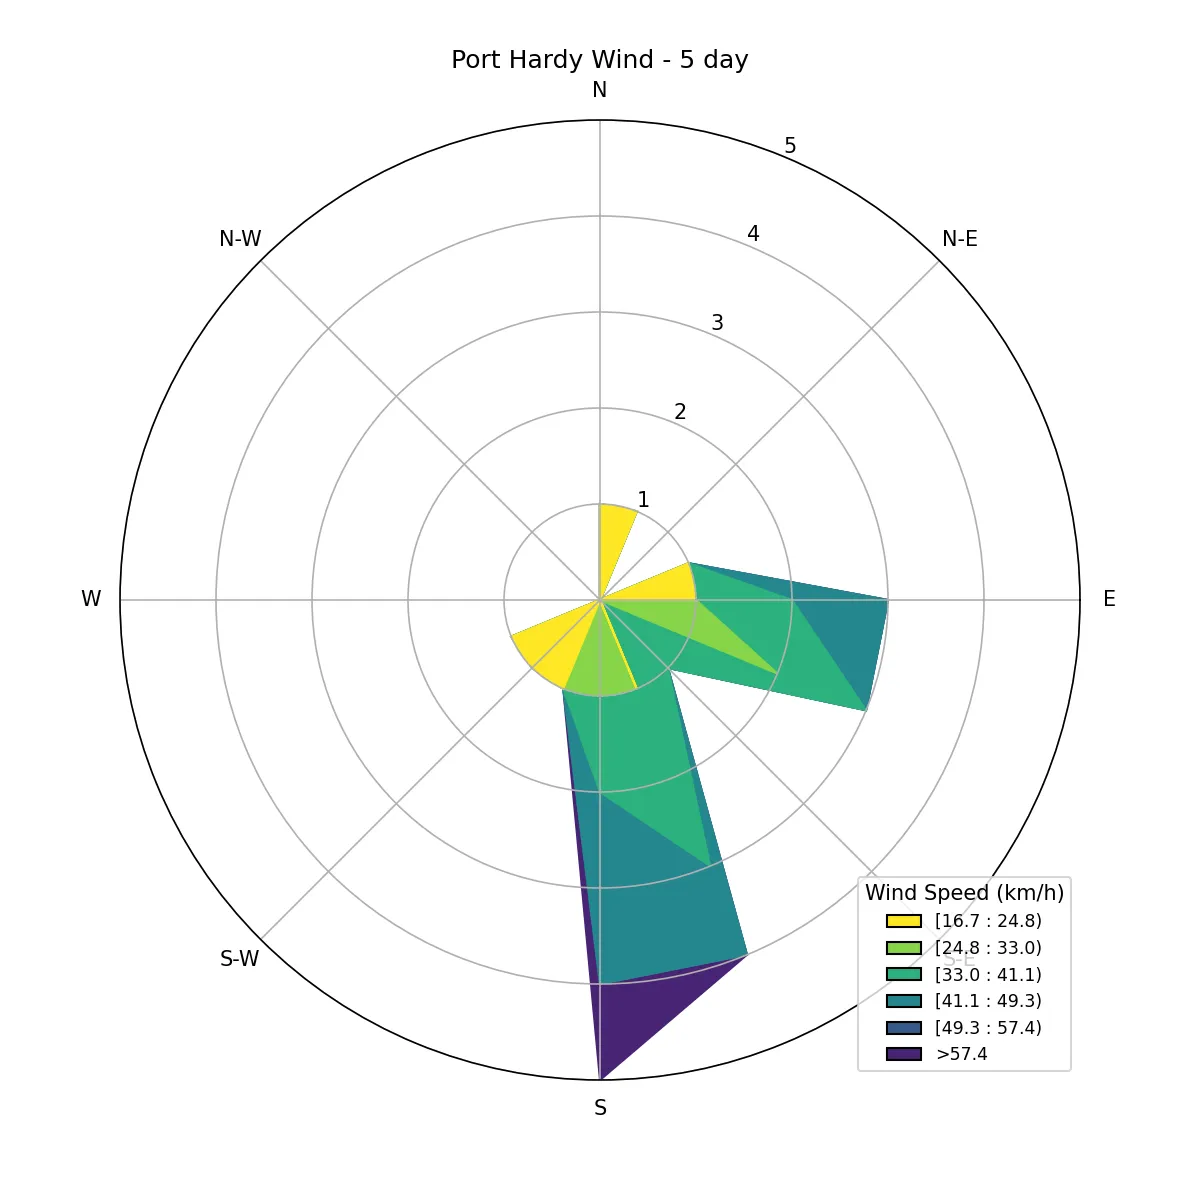 Port Hardy Wind - 5 day
N
5
N-W
4
N-E
3
2
1
W
E
S-W
S-E
S
Wind Speed (km/h)
[16.7 : 24.8)
[24.8 : 33.0)
[33.0 : 41.1)
[41.1 : 49.3)
[49.3 : 57.4)
>57.4